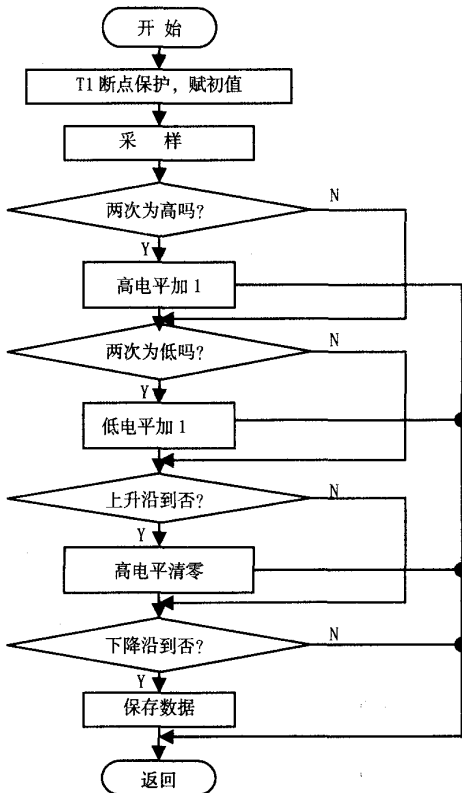 开 始
T1 断点保护，赋初值
采 样
两次为高吗？
N
Y
高电平加 1
两次为低吗？
N
Y
低电平加 1
上升沿到否？
N
Y
高电平清零
下降沿到否？
N
Y
保存数据
返回